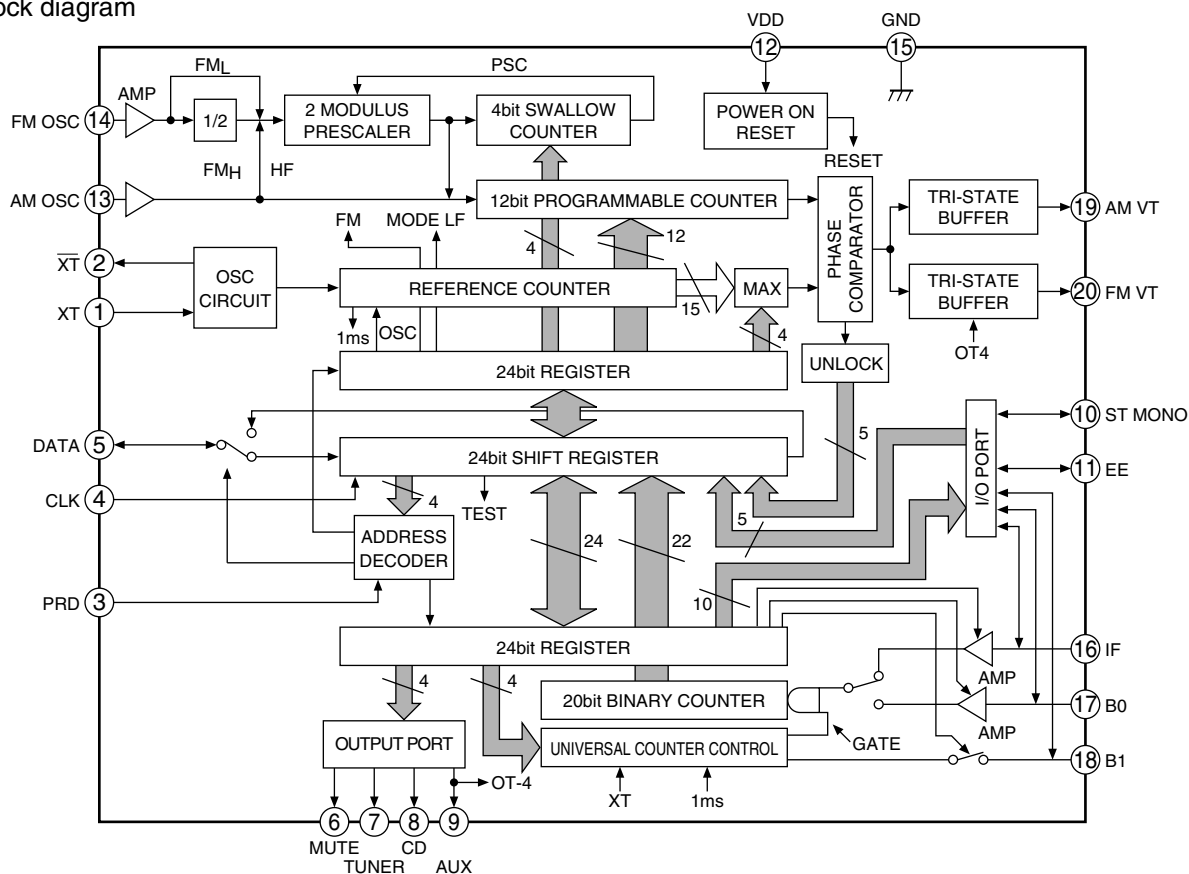 ock diagram
VDD
GND
12
15
FML
PSC
AMP
FM OSC
14
1/2
2 MODULUS
PRESCALER
4bit SWALLOW
COUNTER
POWER ON
RESET
RESET
FMH
HF
AM OSC
13
12bit PROGRAMMABLE COUNTER
PHASE
COMPARATOR
TRI-STATE
BUFFER
19
AM VT
FM
MODE LF
4
12
XT
2
OSC
CIRCUIT
REFERENCE COUNTER
15
MAX
TRI-STATE
BUFFER
20
FM VT
XT
1
1ms
OSC
4
OT4
24bit REGISTER
UNLOCK
DATA
5
24bit SHIFT REGISTER
5
I/O PORT
10
ST MONO
11
EE
CLK
4
4
TEST
5
ADDRESS
DECODER
24
22
PRD
3
10
24bit REGISTER
16
IF
AMP
4
4
20bit BINARY COUNTER
17
B0
AMP
OUTPUT PORT
UNIVERSAL COUNTER CONTROL
GATE
18
B1
OT-4
XT
1ms
6
7
8
9
MUTE
CD
TUNER
AUX